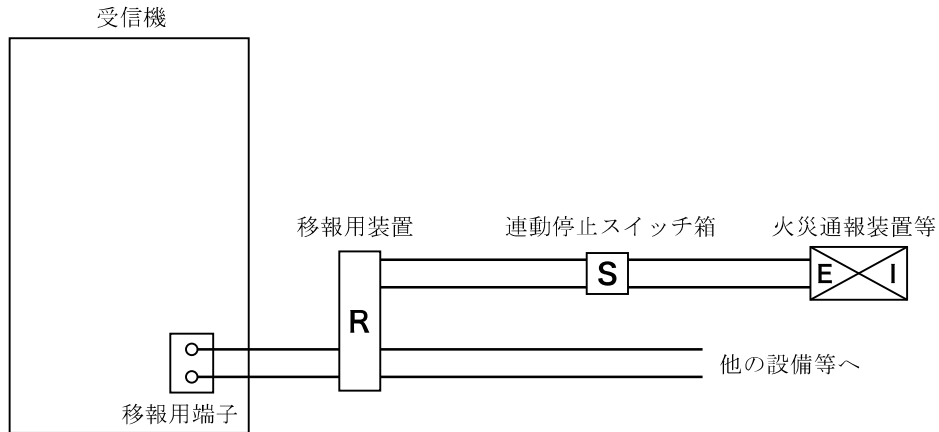 受信機
移報用装置
連動停止スイッチ箱
火災通報装置等
S
E I
R
他の設備等へ
移報用端子